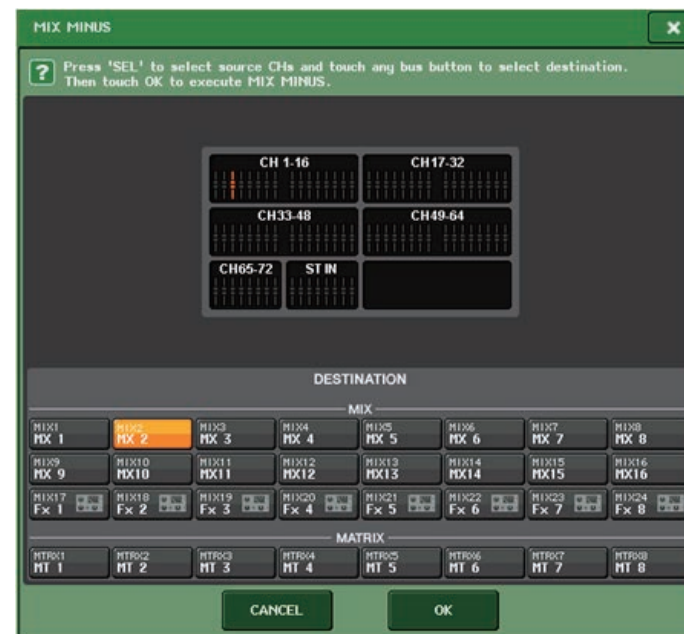 MIX MINUS
Press 'SEL' to select source CHs and touch any bus button to select destination.
Then touch OK to execute MIX MINUS.
CH 1-16 CH17-32
CH33-48 CH49-64
CH65-72 ST IN
DESTINATION
MIX
MIX1 MIX2 MIX3 MIX4 MIX5 MIX6 MIX7 MIX8
MX 1 MX 2 MX 3 MX 4 MX 5 MX 6 MX 7 MX 8
MIX9 MIX10 MIX11 MIX12 MIX13 MIX14 MIX15 MIX16
MX 9 MX10 MX11 MX12 MX13 MX14 MX15 MX16
MIX17 MIX18 MIX19 MIX20 MIX21 MIX22 MIX23 MIX24
Fx 1 Fx 2 Fx 3 Fx 4 Fx 5 Fx 6 Fx 7 Fx 8
MATRIX
MTRX1 MTRX2 MTRX3 MTRX4 MTRX5 MTRX6 MTRX7 MTRX8
MT 1 MT 2 MT 3 MT 4 MT 5 MT 6 MT 7 MT 8
CANCEL OK